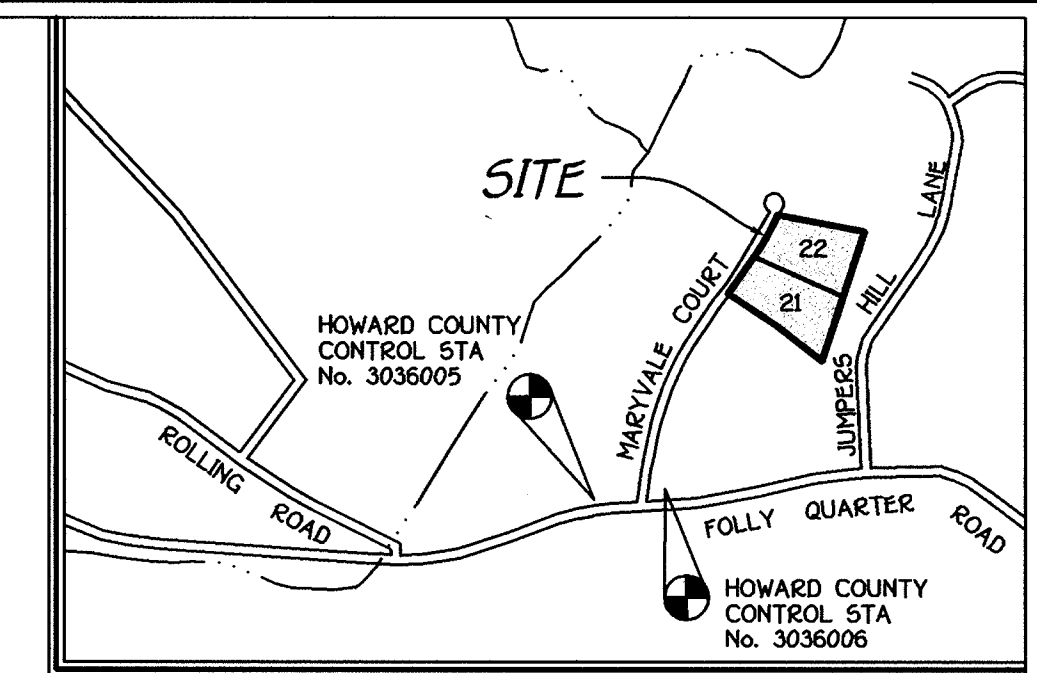 SITE
22
21
HOWARD COUNTY
CONTROL STA
No. 3036005
MARYVALE COURT
JUMPERS HILL LANE
ROLLING ROAD
FOLLY QUARTER ROAD
HOWARD COUNTY
CONTROL STA
No. 3036006